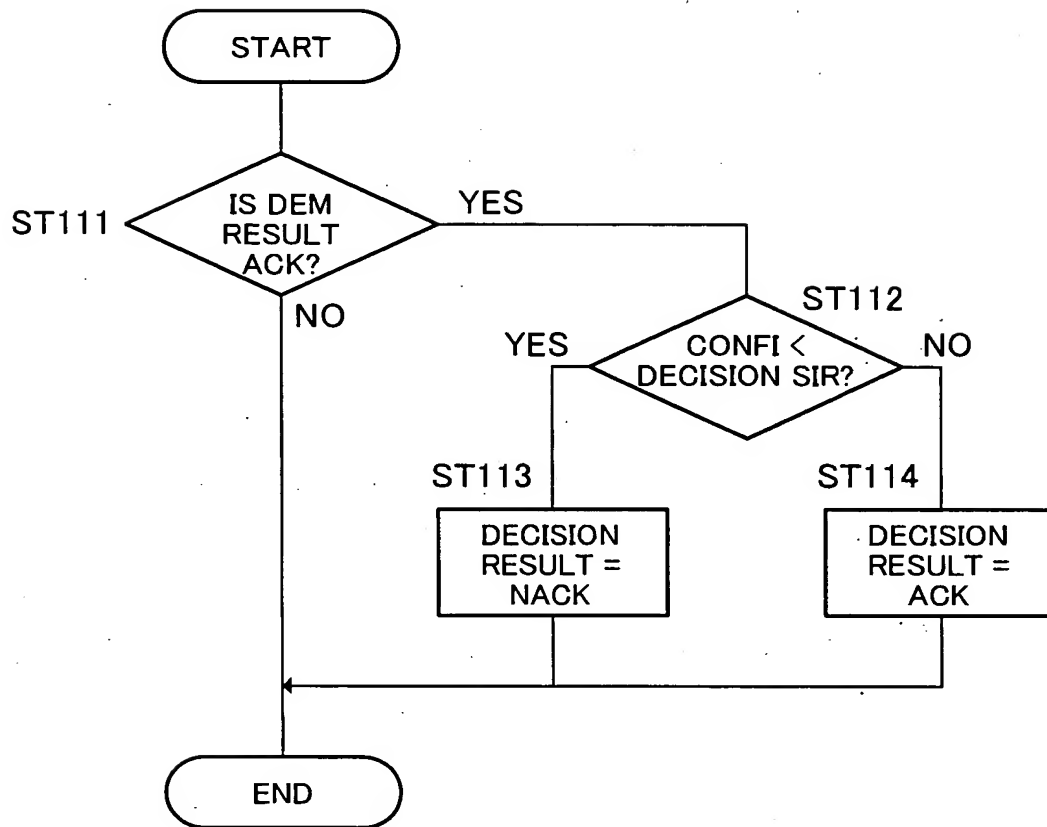 START
ST111
IS DEM
RESULT
ACK?
YES
NO
ST112
YES
CONFI <
DECISION SIR?
NO
ST113
DECISION
RESULT =
NACK
ST114
DECISION
RESULT =
ACK
END